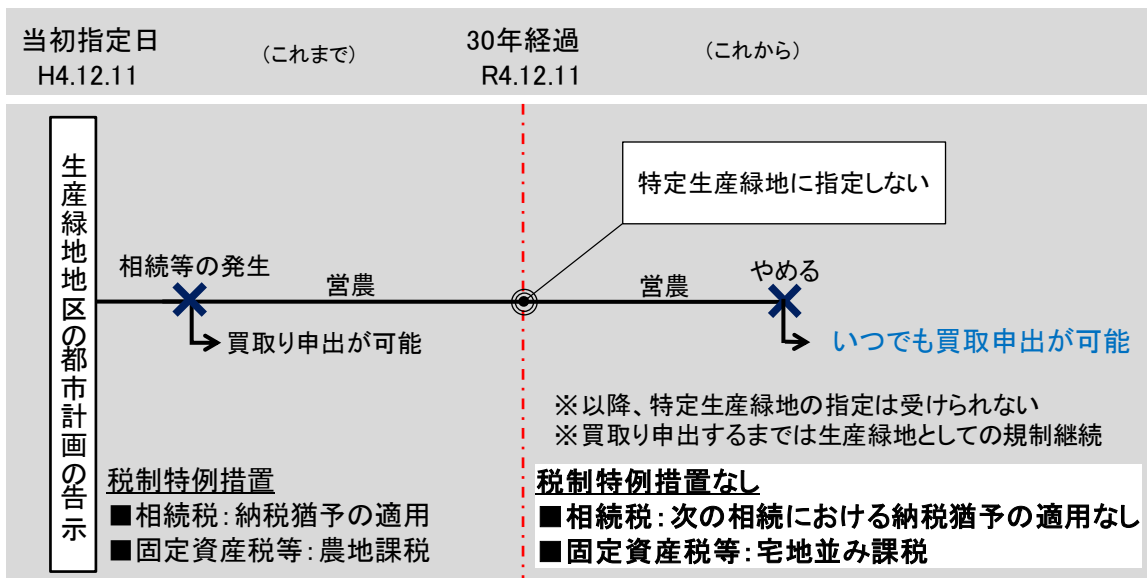 当初指定日
H4.12.11
(これまで)
30年経過
R4.12.11
(これから)
生産緑地地区の都市計画の告示
特定生産緑地に指定しない
相続等の発生
営農
営農
やめる
買取り申出が可能
いつでも買取申出が可能
※以降、特定生産緑地の指定は受けられない
※買取り申出するまでは生産緑地としての規制継続
税制特例措置
■相続税:納税猶予の適用
■固定資産税等:農地課税
税制特例措置なし
■相続税:次の相続における納税猶予の適用なし
■固定資産税等:宅地並み課税